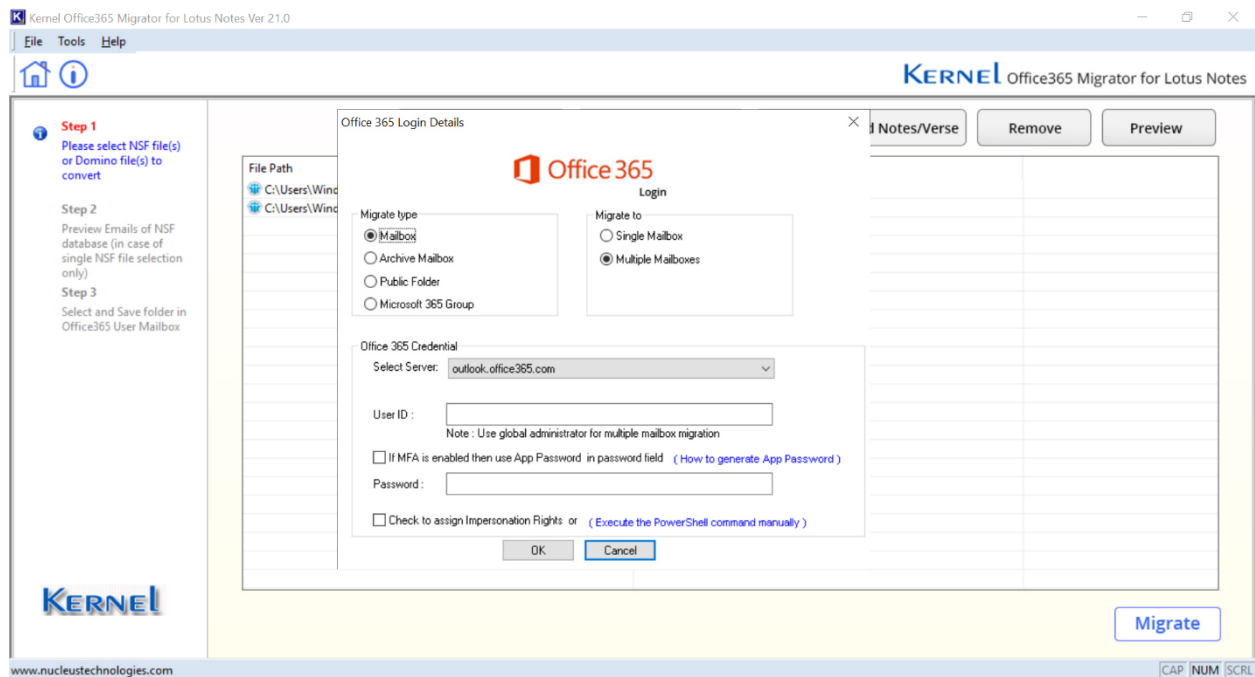 Kernel Office365 Migrator for Lotus Notes Ver 21.0
File Tools Help
KERNEL Office365 Migrator for Lotus Notes
Step 1
Please select NSF file(s)
or Domino file(s) to
convert
Step 2
Preview Emails of NSF
database (in case of
single NSF file selection
only)
Step 3
Select and Save folder in
Office365 User Mailbox
KERNEL
Notes/Verse
Remove
Preview
File Path
C:\Users\Wind
C:\Users\Wind
Office 365 Login Details
Office 365
Login
Migrate type
Mailbox
Archive Mailbox
Public Folder
Microsoft 365 Group
Migrate to
Single Mailbox
Multiple Mailboxes
Office 365 Credential
Select Server: outlook.office365.com
User ID :
Note : Use global administrator for multiple mailbox migration
If MFA is enabled then use App Password in password field ( How to generate App Password )
Password :
Check to assign Impersonation Rights or ( Execute the PowerShell command manually )
OK Cancel
Migrate
www.nucleustechnologies.com
CAP NUM SCRL